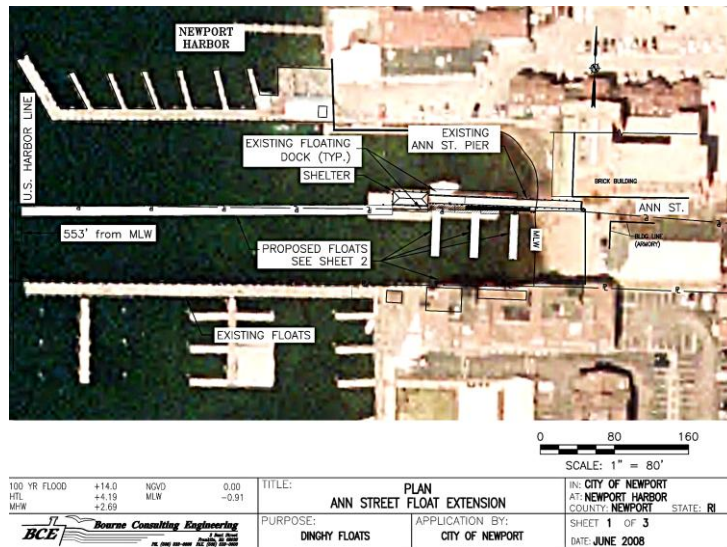 NEWPORT
HARBOR
U.S. HARBOR LINE
EXISTING FLOATING
DOCK (TYP.)
SHELTER
EXISTING
ANN ST. PIER
BRICK BUILDING
ANN ST.
BLDG LINE
(ARMORY)
MLW
553' from MLW
PROPOSED FLOATS
SEE SHEET 2
EXISTING FLOATS
0 80 160
SCALE: 1" = 80'
100 YR FLOOD +14.0 NGVD 0.00
HTL +4.19 MLW -0.91
MHW +2.69
BCE Bourne Consulting Engineering
TITLE: PLAN
ANN STREET FLOAT EXTENSION
PURPOSE:
DINGHY FLOATS
APPLICATION BY:
CITY OF NEWPORT
IN: CITY OF NEWPORT
AT: NEWPORT HARBOR
COUNTY: NEWPORT STATE: RI
SHEET 1 OF 3
DATE: JUNE 2008